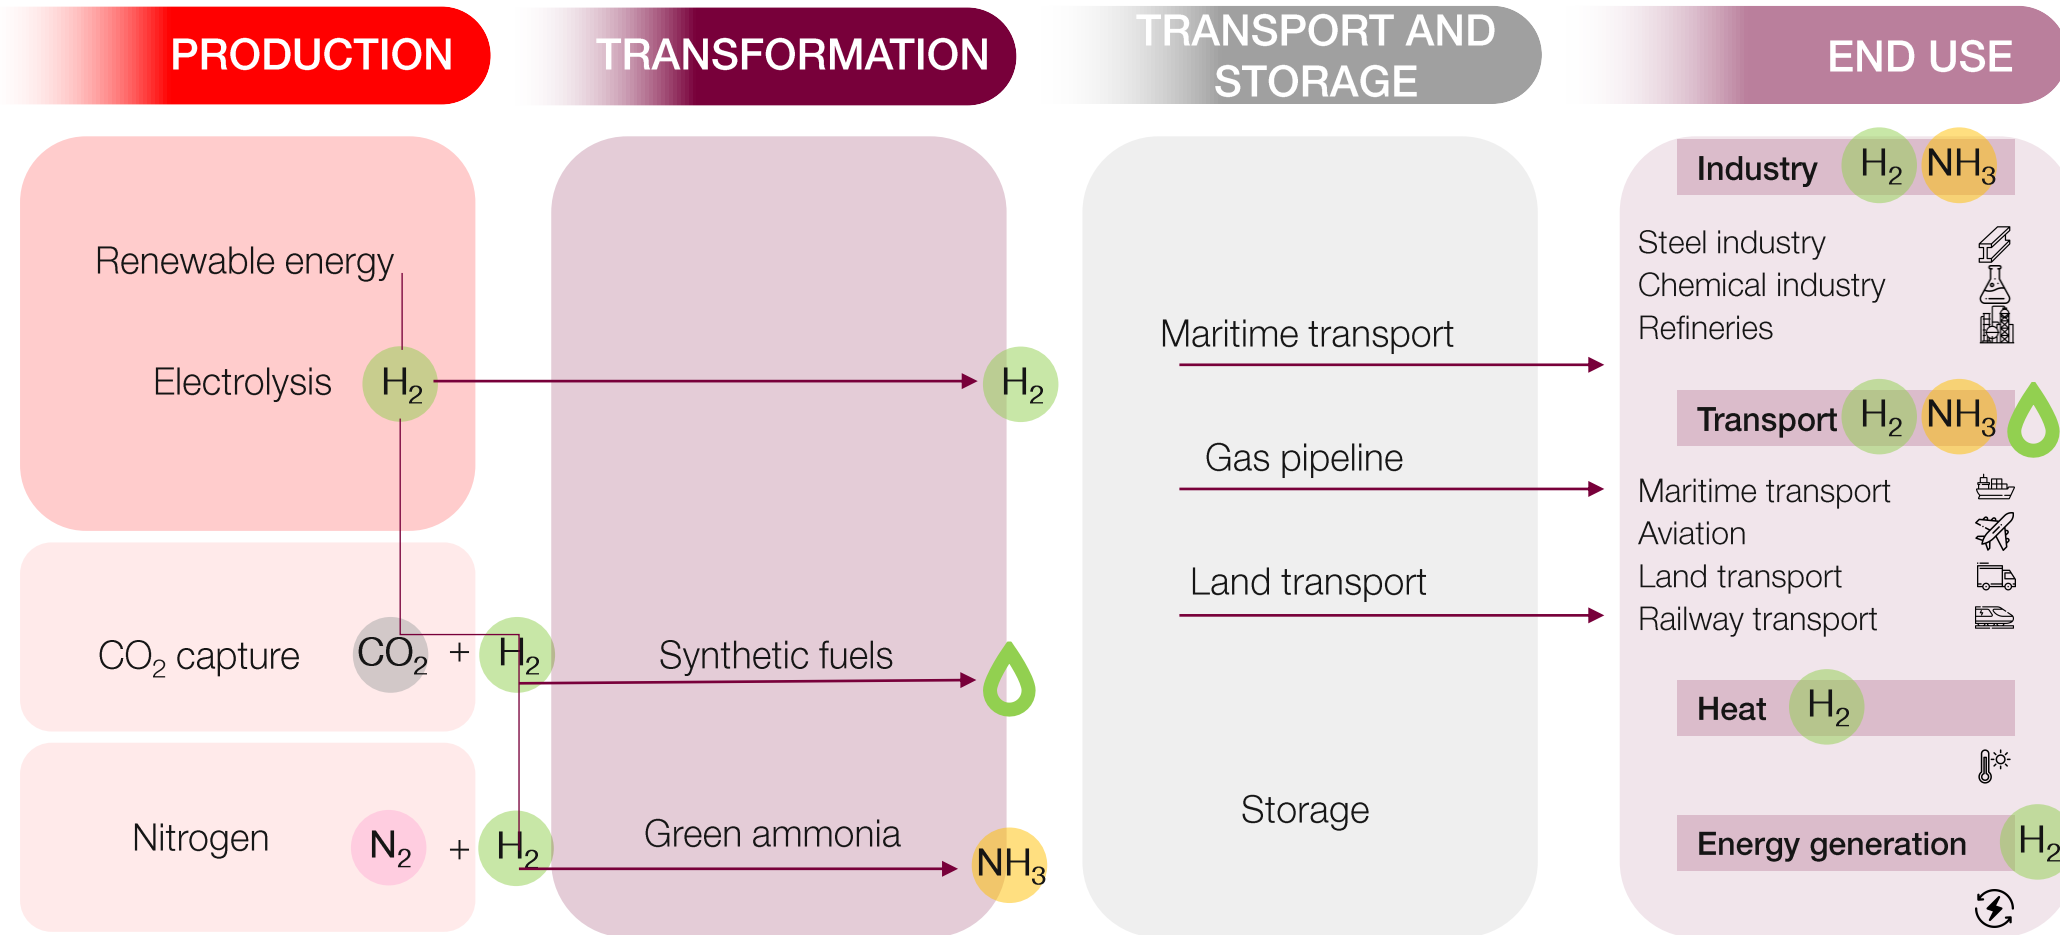 PRODUCTION
TRANSFORMATION
TRANSPORT AND
STORAGE
END USE
Renewable energy
Electrolysis H₂
H₂
CO₂ capture CO₂ + H₂
Synthetic fuels
Nitrogen N₂ + H₂
Green ammonia
NH₃
Maritime transport
Gas pipeline
Land transport
Storage
Industry H₂ NH₃
Steel industry
Chemical industry
Refineries
Transport H₂ NH₃
Maritime transport
Aviation
Land transport
Railway transport
Heat H₂
Energy generation H₂